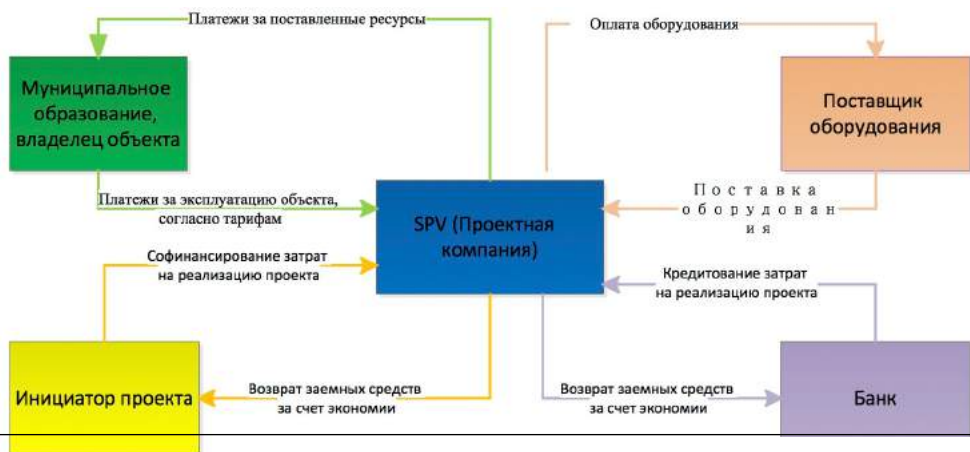 Платежи за поставленные ресурсы
Оплата оборудования
Муниципальное
образование,
владелец объекта
Поставщик
оборудования
Платежи за эксплуатацию объекта,
согласно тарифам
SPV (Проектная
компания)
Поставка
оборудован
ия
Софинансирование затрат
на реализацию проекта
Кредитование затрат
на реализацию проекта
Инициатор проекта
Возврат заемных средств
за счет экономии
Возврат заемных средств
за счет экономии
Банк